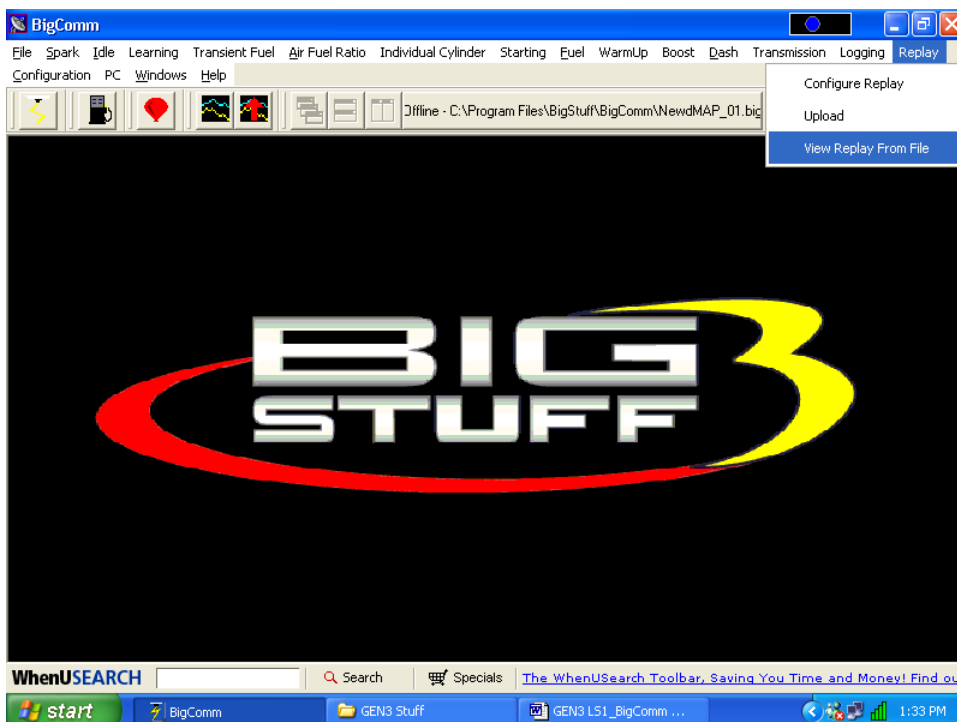 BigComm
File Spark Idle Learning Transient Fuel Air Fuel Ratio Individual Cylinder Starting Fuel WarmUp Boost Dash Transmission Logging Replay
Configuration PC Windows Help
Configure Replay
Offline - C:\Program Files\BigStuff\BigComm\NewdMAP_01.big
Upload
View Replay From File
BIG 3
STUFF
WhenUSEARCH Search Specials The WhenUSearch Toolbar, Saving You Time and Money! Find ou
start BigComm GEN3 Stuff GEN3 LS1_BigComm ... 1:33 PM